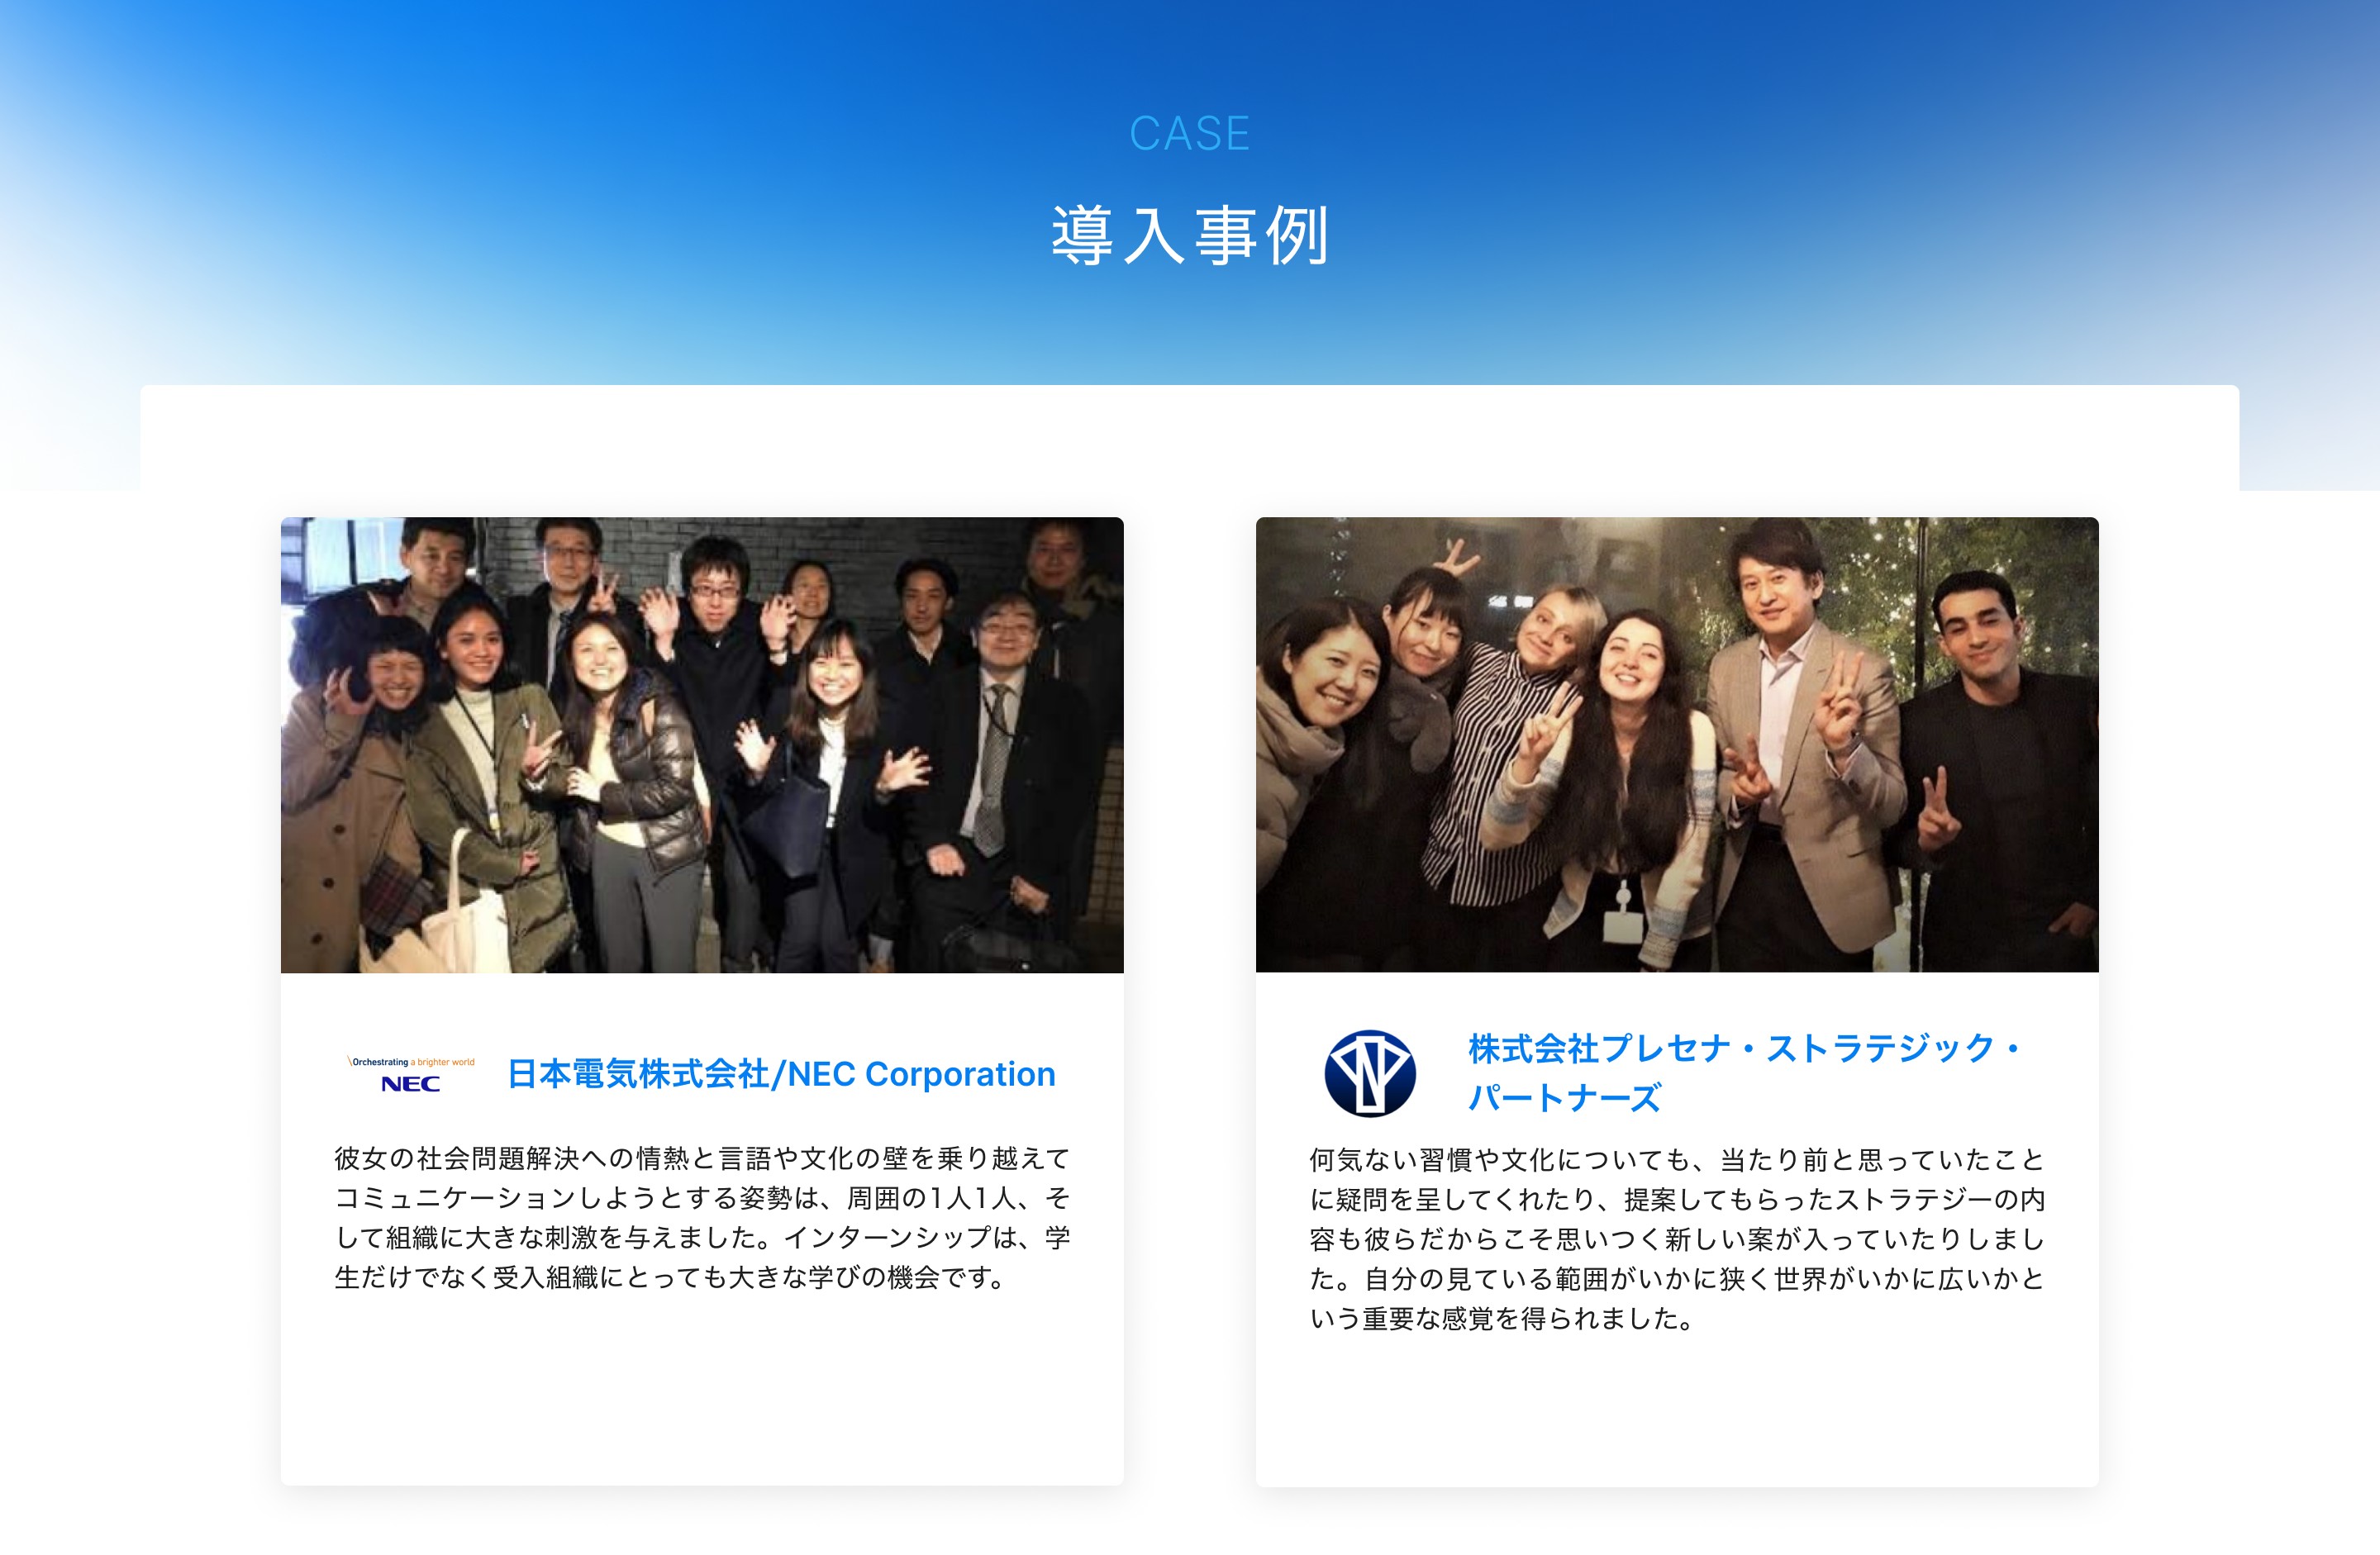 CASE
導入事例
\Orchestrating a brighter world
NEC
日本電気株式会社/NEC Corporation
彼女の社会問題解決への情熱と言語や文化の壁を乗り越えて
コミュニケーションしようとする姿勢は、周囲の1人1人、そ
して組織に大きな刺激を与えました。インターンシップは、学
生だけでなく受入組織にとっても大きな学びの機会です。
株式会社プレセナ・ストラテジック・
パートナーズ
何気ない習慣や文化についても、当たり前と思っていたこと
に疑問を呈してくれたり、提案してもらったストラテジーの内
容も彼らだからこそ思いつく新しい案が入っていたりしまし
た。自分の見ている範囲がいかに狭く世界がいかに広いかと
いう重要な感覚を得られました。